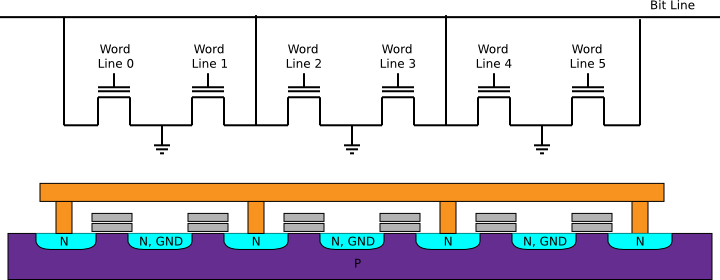 Bit Line
Word
Line 0
Word
Line 1
Word
Line 2
Word
Line 3
Word
Line 4
Word
Line 5
N
N, GND
N
N, GND
N
N, GND
N
P